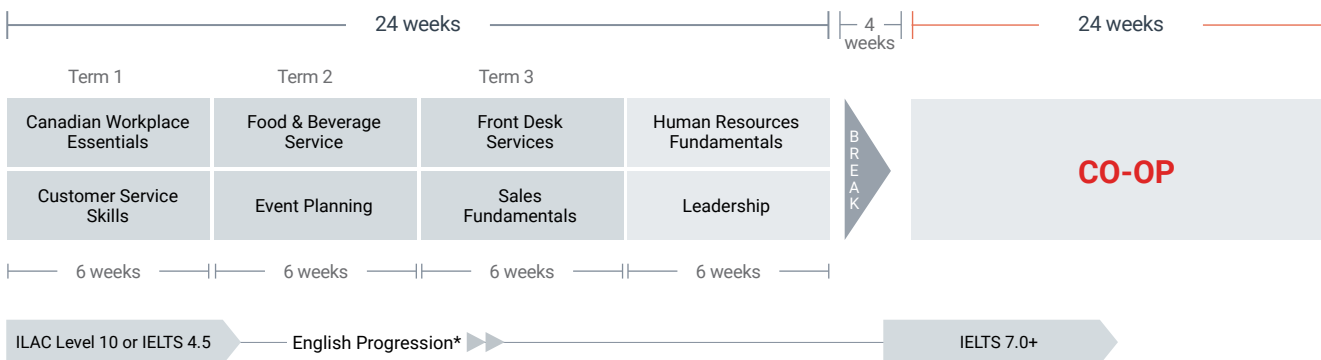 24 weeks
4
weeks
24 weeks
Term 1
Term 2
Term 3
Canadian Workplace
Essentials
Food & Beverage
Service
Front Desk
Services
Human Resources
Fundamentals
Customer Service
Skills
Event Planning
Sales
Fundamentals
Leadership
BREAK
CO-OP
6 weeks
6 weeks
6 weeks
6 weeks
ILAC Level 10 or IELTS 4.5
English Progression*
IELTS 7.0+